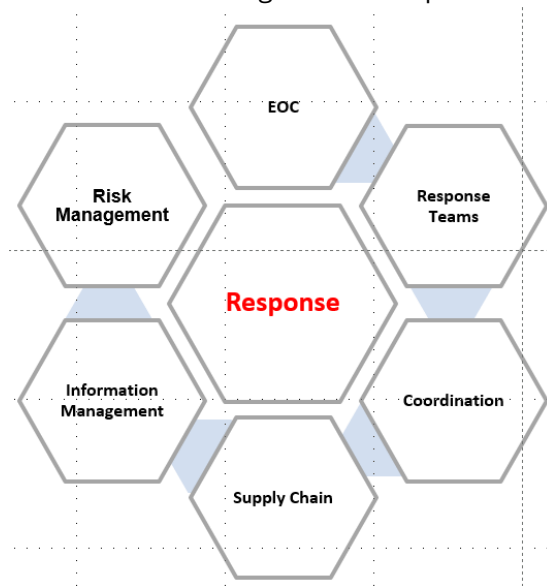 EOC
Risk
Management
Response
Teams
Response
Information
Management
Coordination
Supply Chain